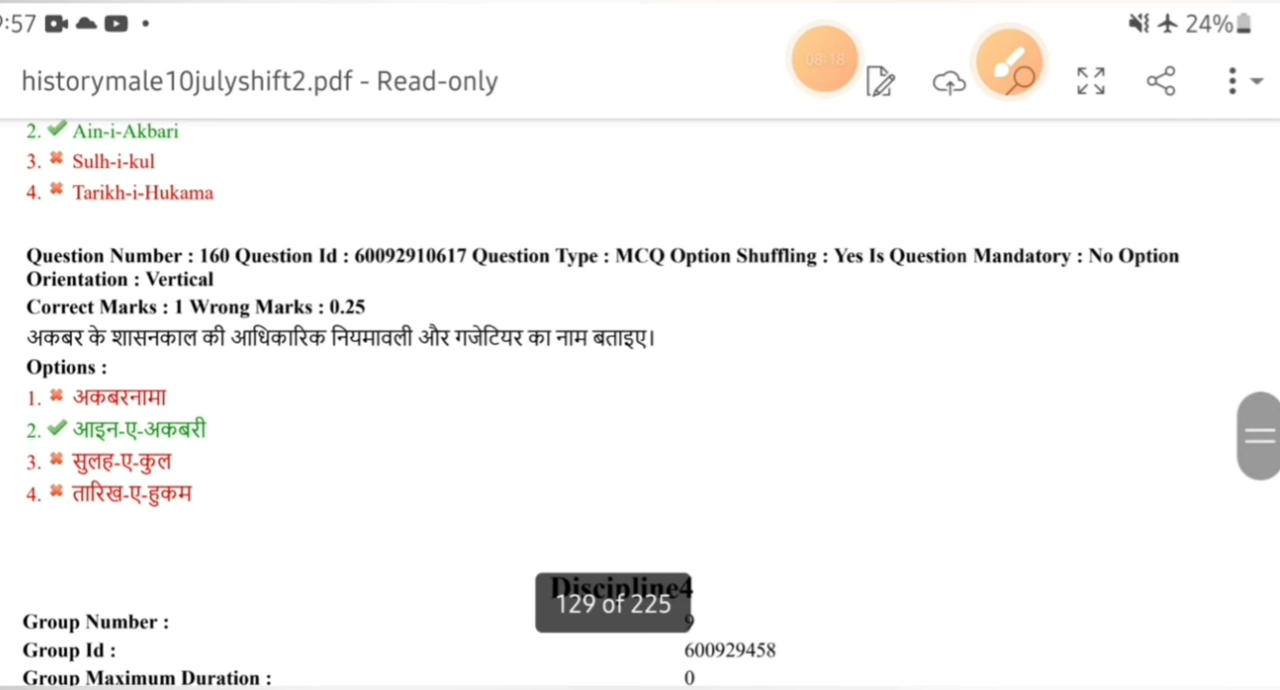 :57
24%
08:18
historymale10julyshift2.pdf - Read-only
2. Ain-i-Akbari
3. Sulh-i-kul
4. Tarikh-i-Hukama
Question Number : 160 Question Id : 60092910617 Question Type : MCQ Option Shuffling : Yes Is Question Mandatory : No Option
Orientation : Vertical
Correct Marks : 1 Wrong Marks : 0.25
अकबर के शासनकाल की आधिकारिक नियमावली और गजेटियर का नाम बताइए।
Options :
1. अकबरनामा
2. आइन-ए-अकबरी
3. सुलह-ए-कुल
4. तारिख-ए-हुकम
Discipline4
129 of 225
Group Number : 9
Group Id : 600929458
Group Maximum Duration : 0